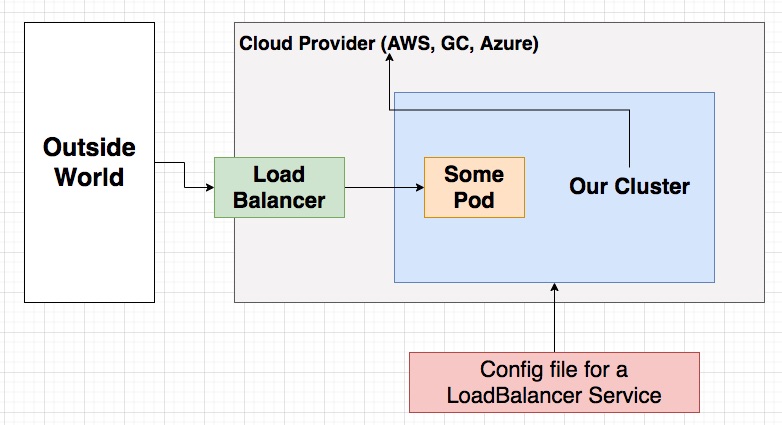 Cloud Provider (AWS, GC, Azure)
Outside
World
Load
Balancer
Some
Pod
Our Cluster
Config file for a
LoadBalancer Service